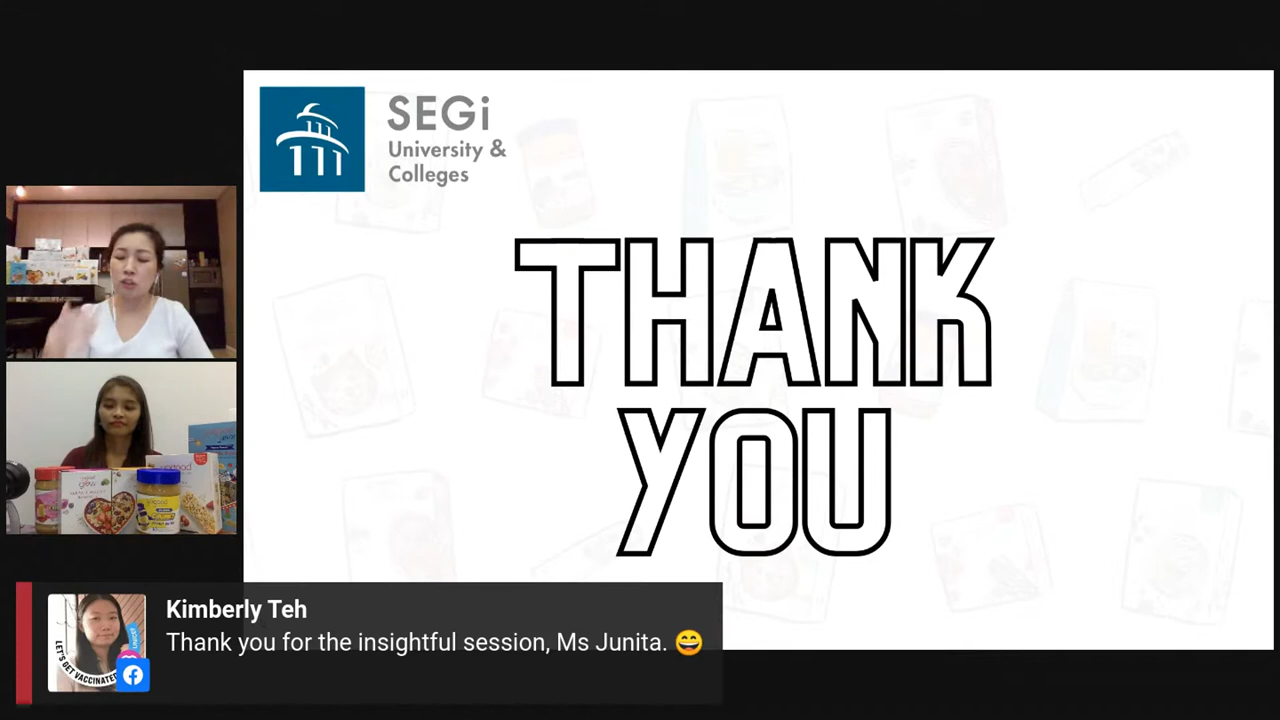 SEGi
University &
Colleges
THANK
YOU
LET'S GET VACCINATED
Kimberly Teh
Thank you for the insightful session, Ms Junita. 😄